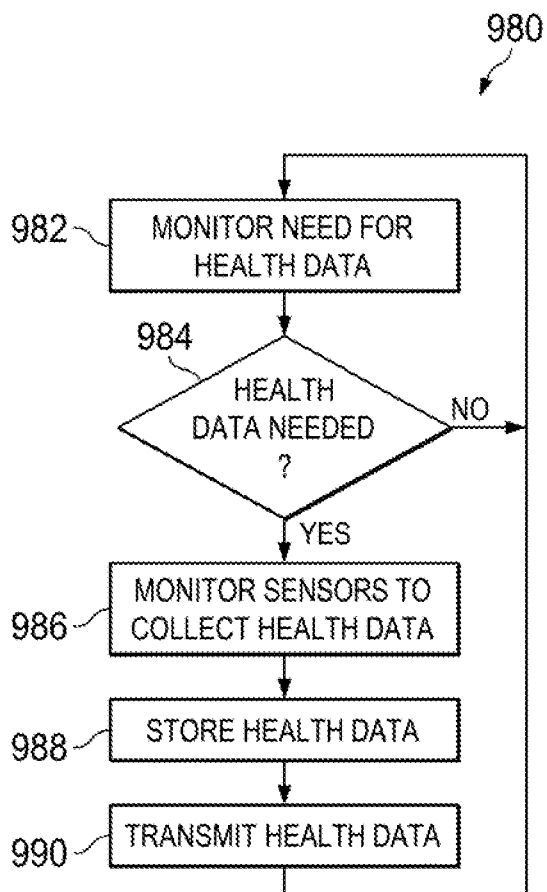 980
982
MONITOR NEED FOR
HEALTH DATA
984
HEALTH
DATA NEEDED
?
NO
YES
986
MONITOR SENSORS TO
COLLECT HEALTH DATA
988
STORE HEALTH DATA
990
TRANSMIT HEALTH DATA